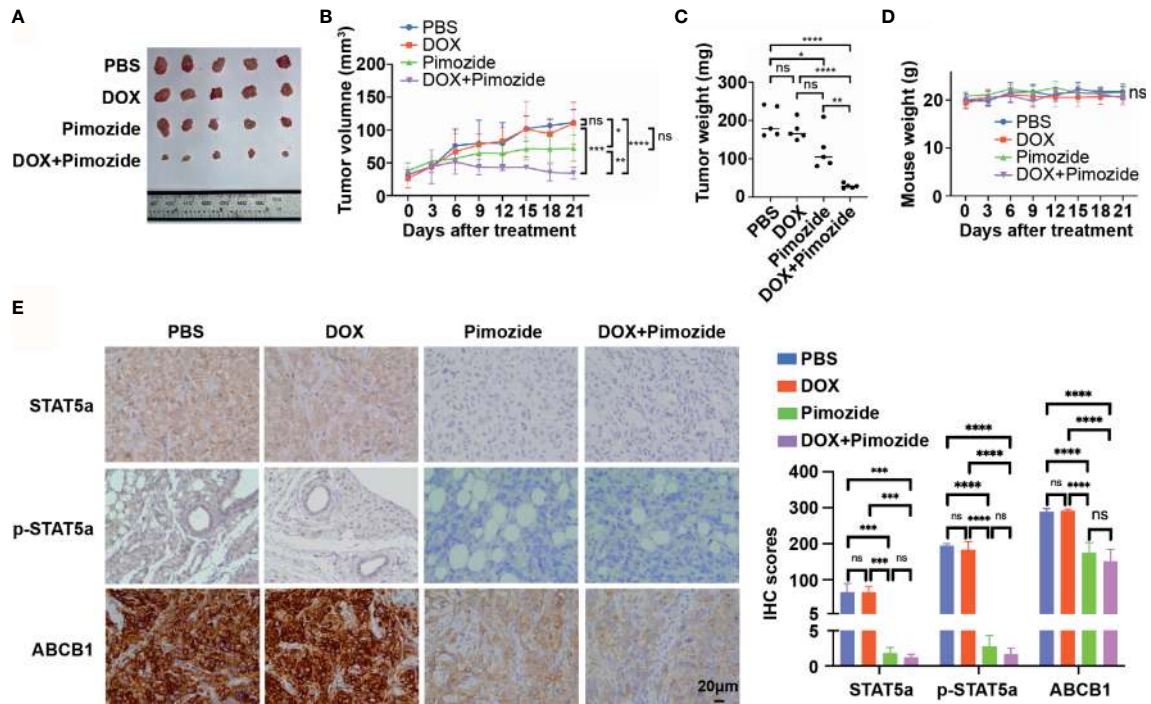 A
PBS
DOX
Pimozide
DOX+Pimozide
B
PBS
DOX
Pimozide
DOX+Pimozide
Tumor volumne (mm³)
150
100
50
0
0 3 6 9 12 15 18 21
Days after treatment
ns
***
*
**
****
ns
C
****
*
ns
****
ns
**
Tumor weight (mg)
300
200
100
0
PBS
DOX
Pimozide
DOX+Pimozide
D
Mouse weight (g)
20
10
0
ns
PBS
DOX
Pimozide
DOX+Pimozide
0 3 6 9 12 15 18 21
Days after treatment
E
PBS DOX Pimozide DOX+Pimozide
STAT5a
p-STAT5a
ABCB1
20μm
PBS
DOX
Pimozide
DOX+Pimozide
IHC scores
400
300
200
100
5
5
0
***
***
***
ns *** ns
****
****
****
ns **** ns
****
****
****
ns **** ns
STAT5a p-STAT5a ABCB1